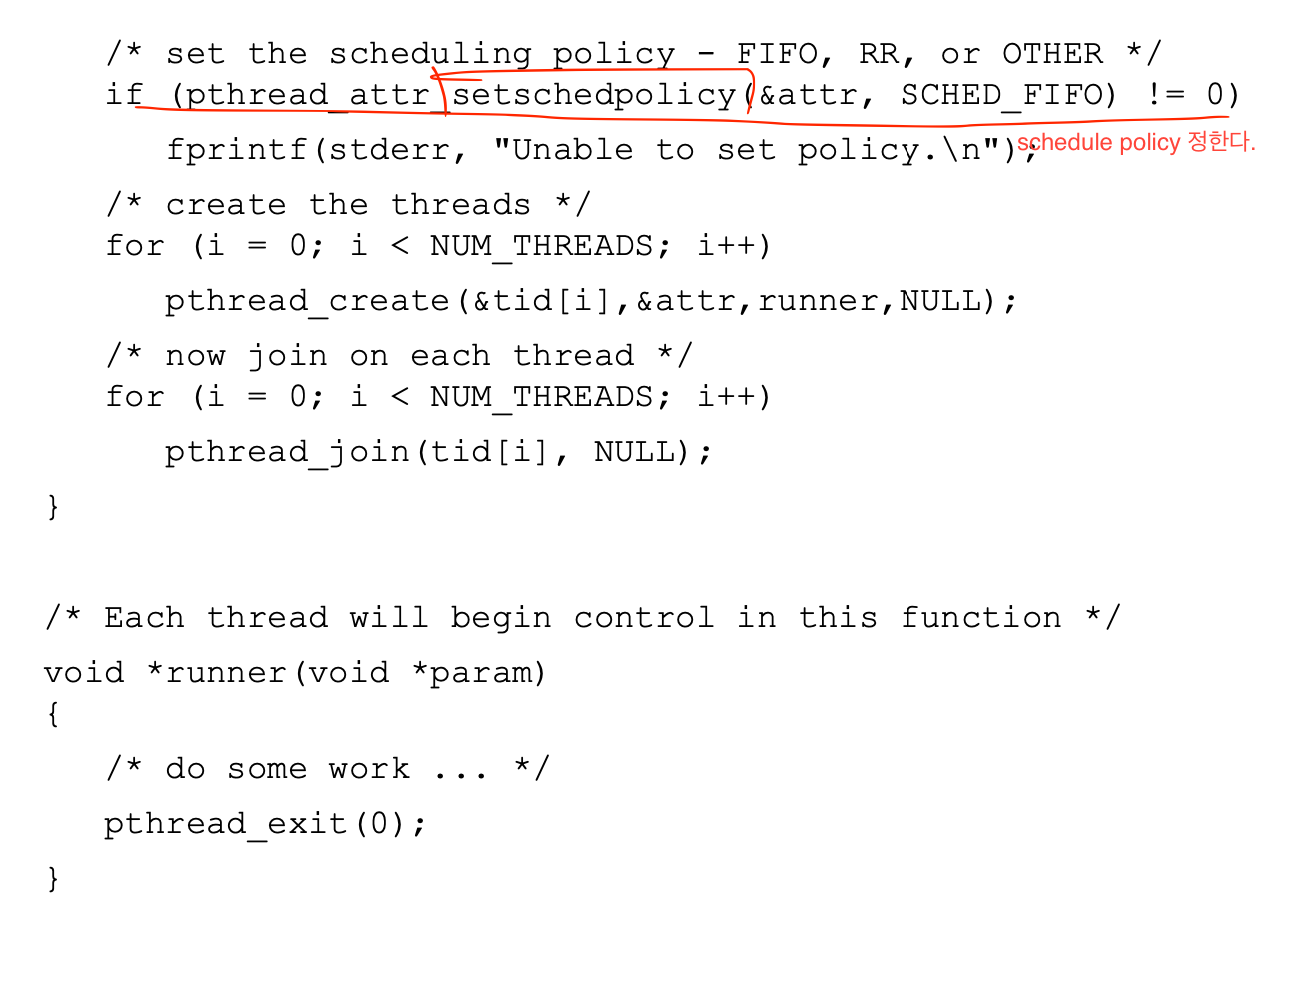 /* set the scheduling policy - FIFO, RR, or OTHER */
if (pthread_attr_setschedpolicy(&attr, SCHED_FIFO) != 0)
fprintf(stderr, "Unable to set policy.\n");
schedule policy 정한다.
/* create the threads */
for (i = 0; i < NUM_THREADS; i++)
pthread_create(&tid[i],&attr,runner,NULL);
/* now join on each thread */
for (i = 0; i < NUM_THREADS; i++)
pthread_join(tid[i], NULL);
}
/* Each thread will begin control in this function */
void *runner(void *param)
{
/* do some work ... */
pthread_exit(0);
}